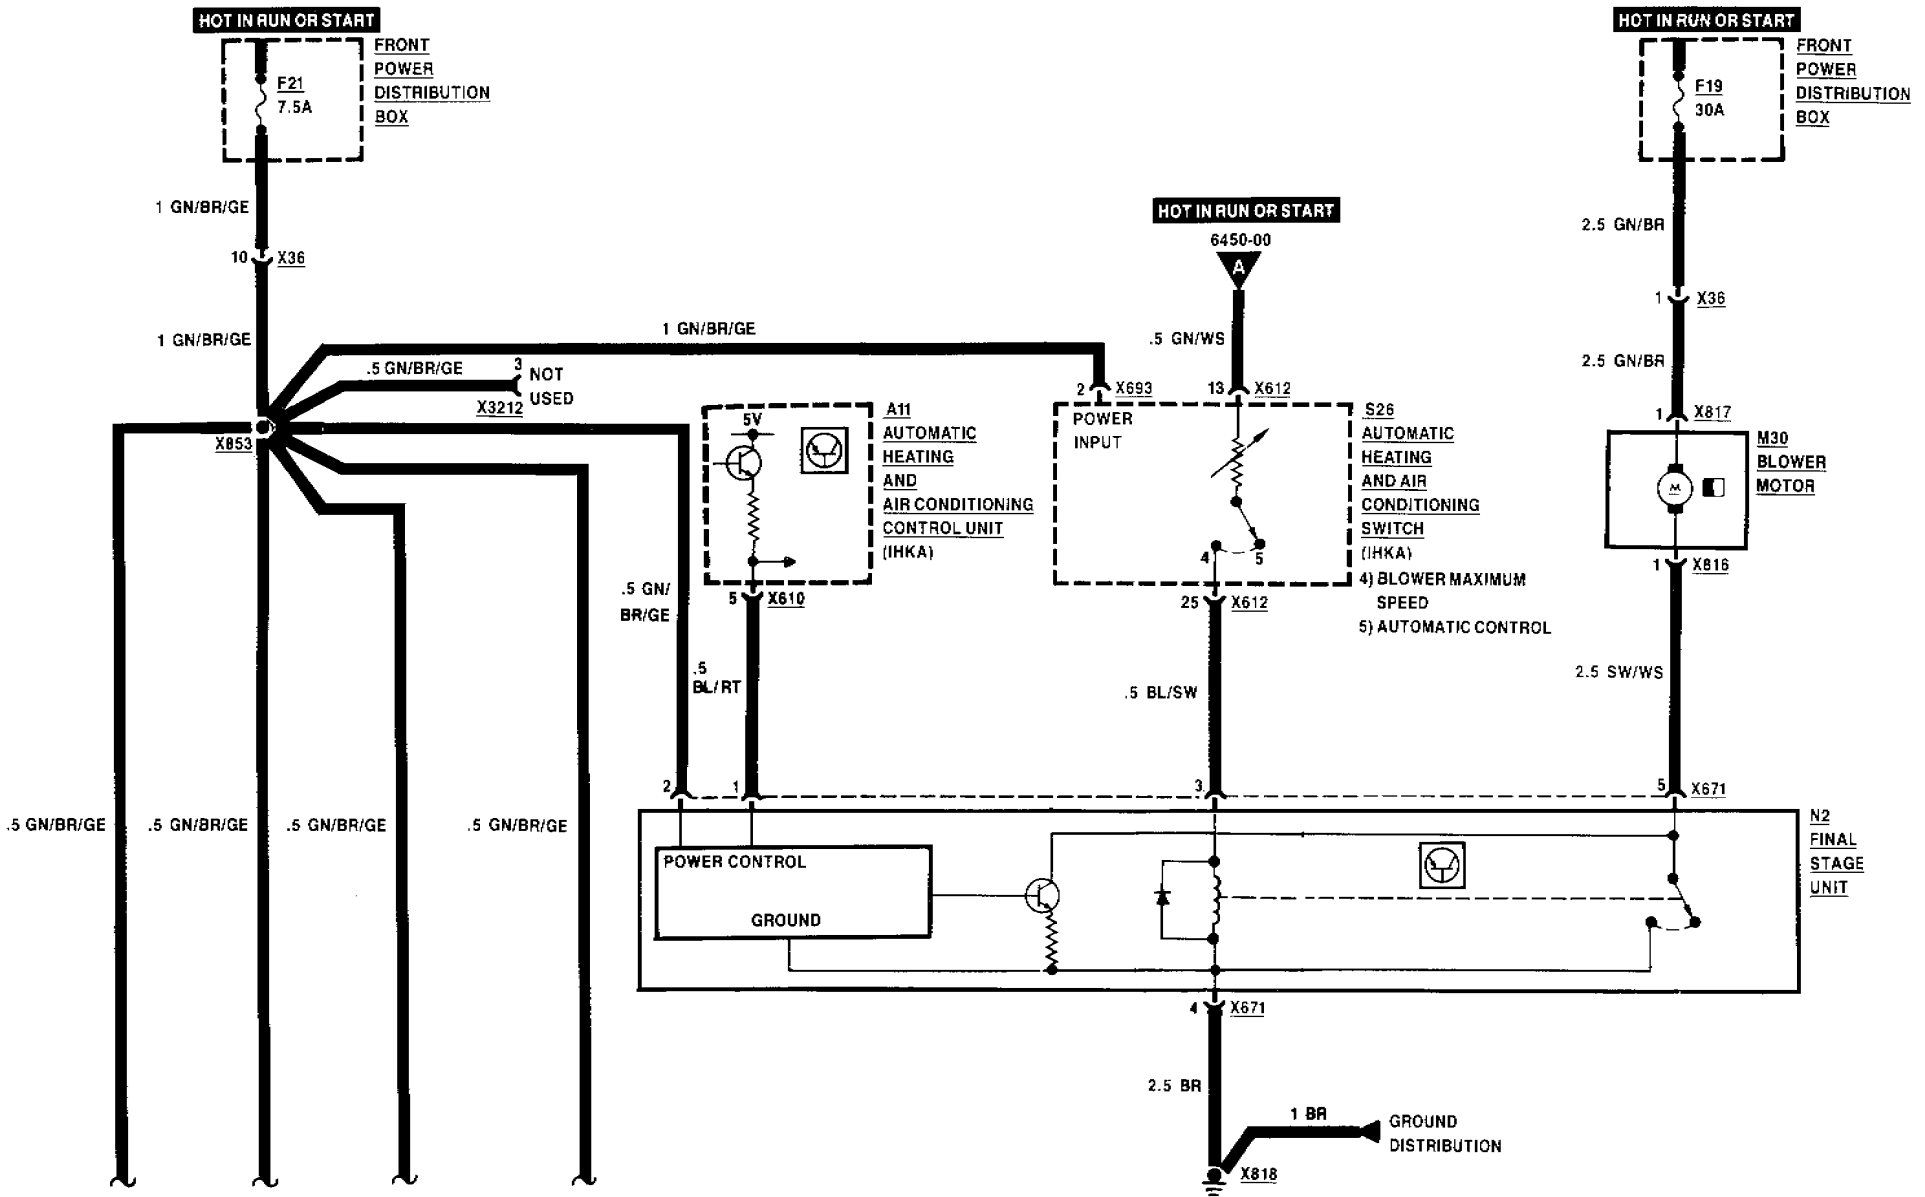 HOT IN RUN OR START
FRONT
POWER
DISTRIBUTION
BOX
F21
7.5A
1 GN/BR/GE
10 X36
1 GN/BR/GE
1 GN/BR/GE
.5 GN/BR/GE
3
NOT
USED
X3212
X853
HOT IN RUN OR START
6450-00
A
.5 GN/WS
2 X693
13 X612
POWER
INPUT
S26
AUTOMATIC
HEATING
AND AIR
CONDITIONING
SWITCH
(IHKA)
4) BLOWER MAXIMUM
SPEED
5) AUTOMATIC CONTROL
4
5
25 X612
5V
A11
AUTOMATIC
HEATING
AND
AIR CONDITIONING
CONTROL UNIT
(IHKA)
5 X610
HOT IN RUN OR START
FRONT
POWER
DISTRIBUTION
BOX
F19
30A
2.5 GN/BR
1 X36
2.5 GN/BR
1 X817
M30
BLOWER
MOTOR
M
1 X816
.5 GN/
BR/GE
.5
BL/RT
.5 BL/SW
2.5 SW/WS
2
1
3
5 X671
.5 GN/BR/GE
.5 GN/BR/GE
.5 GN/BR/GE
.5 GN/BR/GE
POWER CONTROL
GROUND
N2
FINAL
STAGE
UNIT
4 X671
2.5 BR
1 BR
GROUND
DISTRIBUTION
X818